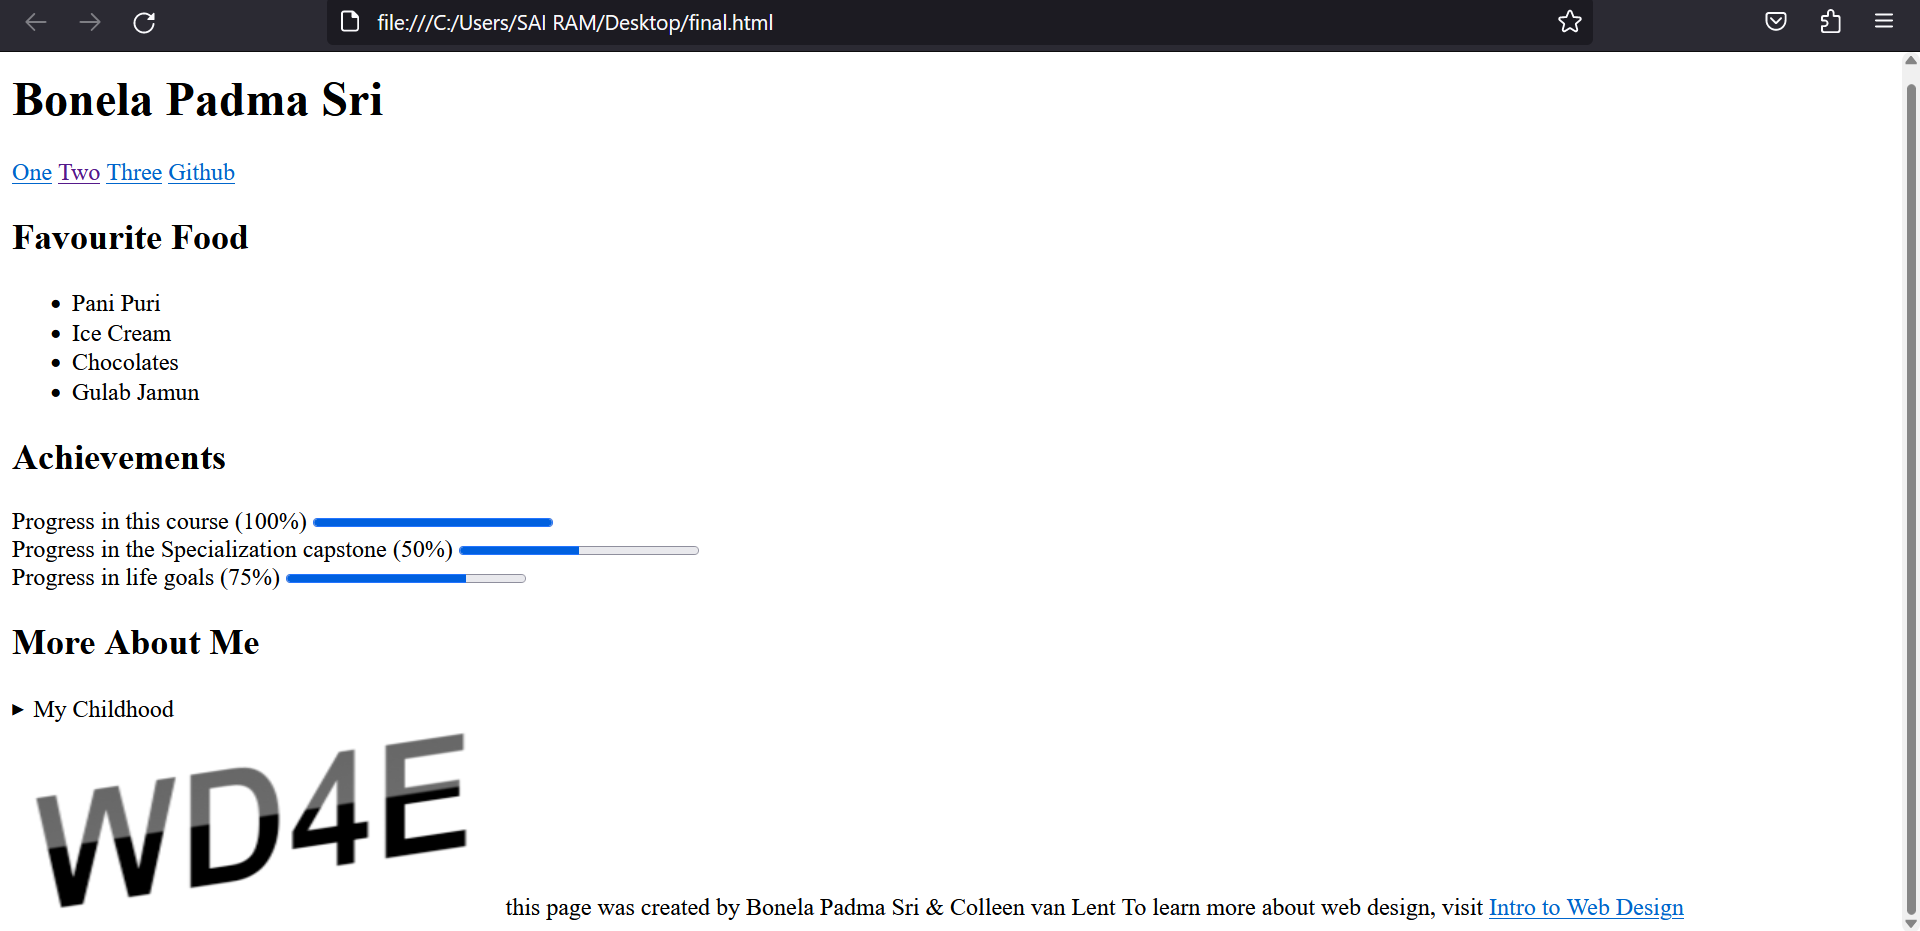 file:///C:/Users/SAI RAM/Desktop/final.html
Bonela Padma Sri
One Two Three Github
Favourite Food
Pani Puri
Ice Cream
Chocolates
Gulab Jamun
Achievements
Progress in this course (100%)
Progress in the Specialization capstone (50%)
Progress in life goals (75%)
More About Me
My Childhood
WD4E
this page was created by Bonela Padma Sri & Colleen van Lent To learn more about web design, visit Intro to Web Design